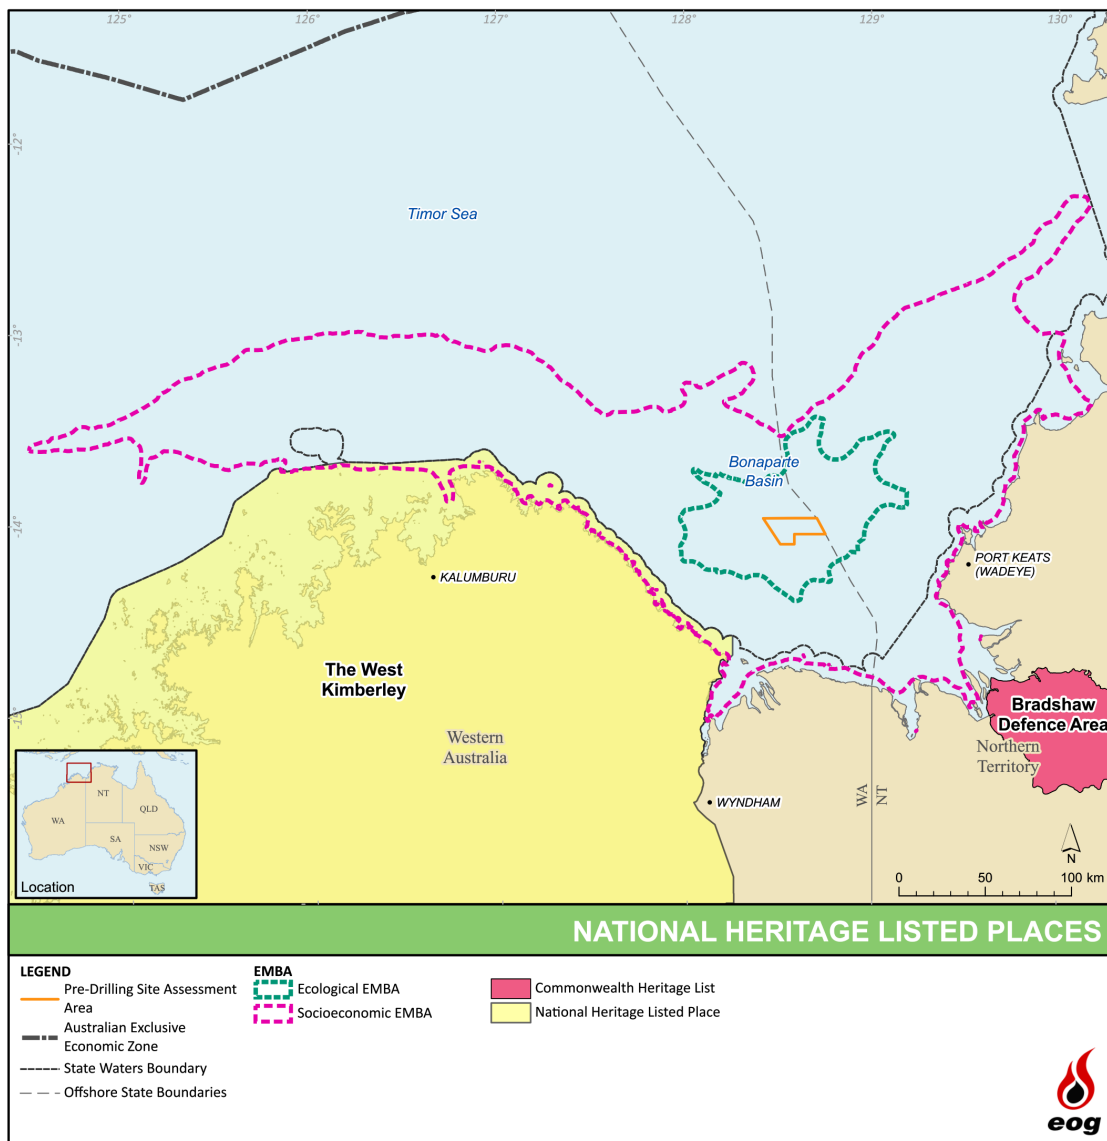 125°
126°
127°
128°
129°
130°
-12°
Timor Sea
-13°
Bonaparte
Basin
-14°
PORT KEATS
(WADEYE)
KALUMBURU
The West
Kimberley
Bradshaw
Defence Area
-15°
Western
Australia
Northern
Territory
WA
NT
WYNDHAM
NT
WA
QLD
SA
NSW
VIC
TAS
Location
N
0
50
100 km
NATIONAL HERITAGE LISTED PLACES
LEGEND
Pre-Drilling Site Assessment
Area
Australian Exclusive
Economic Zone
State Waters Boundary
Offshore State Boundaries
EMBA
Ecological EMBA
Socioeconomic EMBA
Commonwealth Heritage List
National Heritage Listed Place
eog